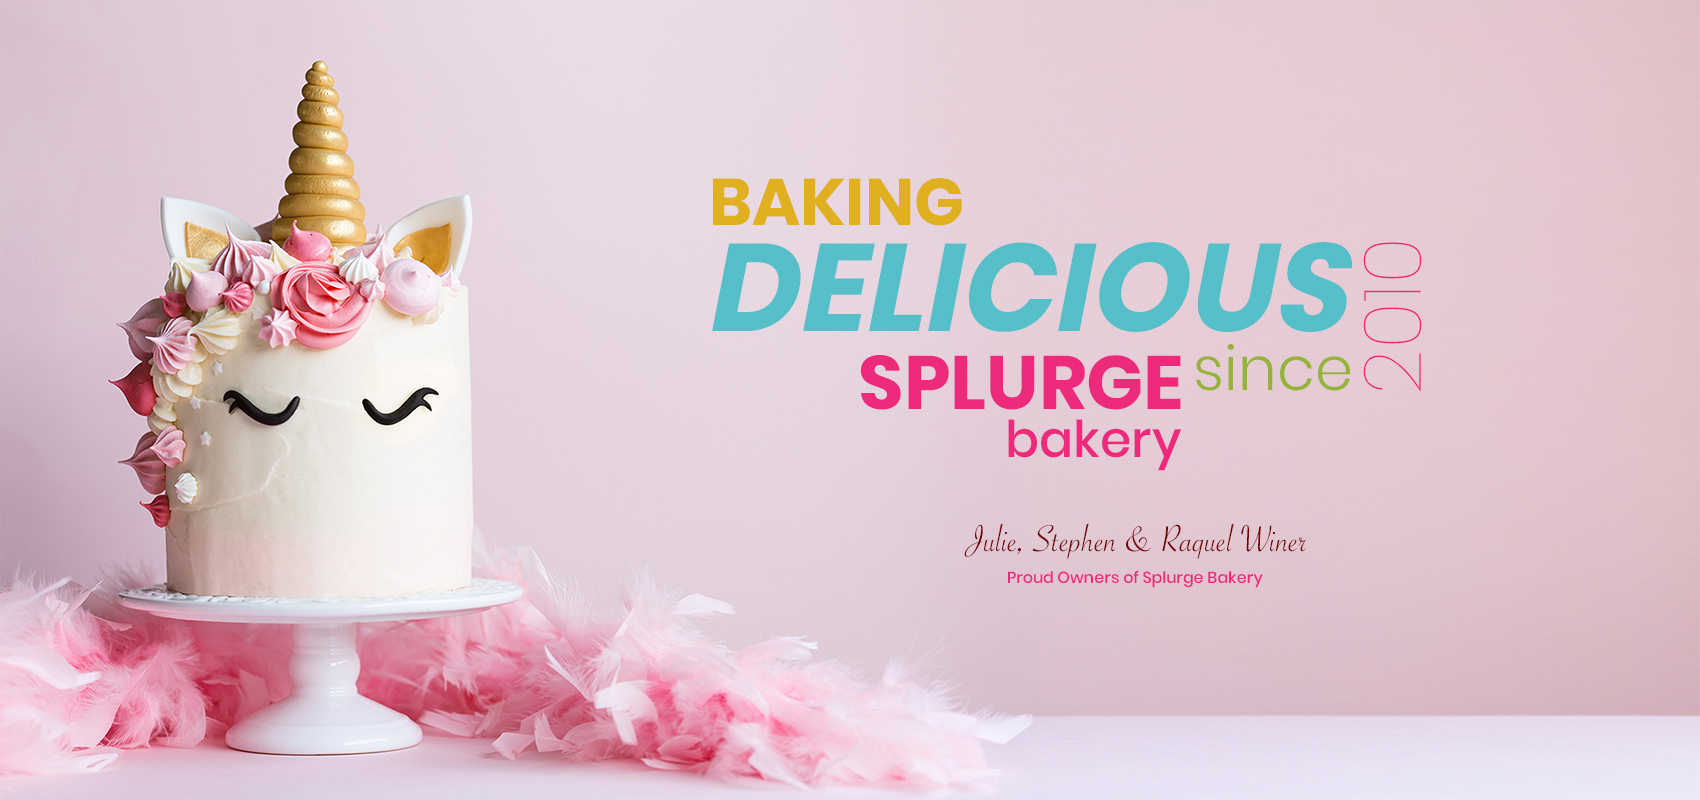 BAKING
DELICIOUS
SPLURGE since 2010
bakery
Julie, Stephen & Raquel Winer
Proud Owners of Splurge Bakery